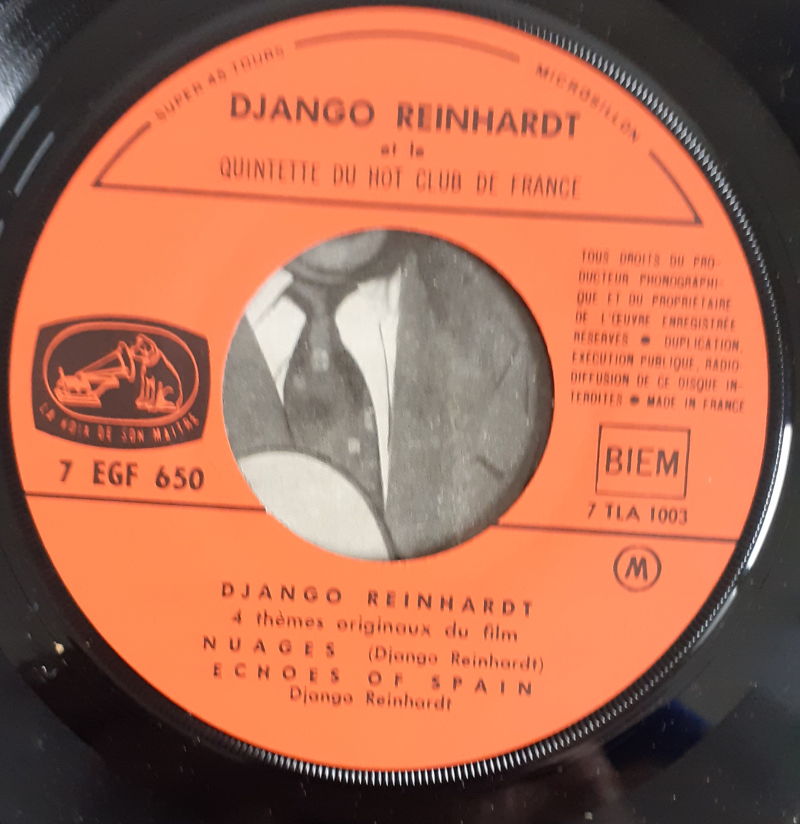 SUPER 45 TOURS
MICROSILLON
DJANGO REINHARDT
et le
QUINTETTE DU HOT CLUB DE FRANCE
TOUS DROITS DU PRO-
DUCTEUR PHONOGRAPHI-
QUE ET DU PROPRIÉTAIRE
DE L'ŒUVRE ENREGISTRÉE
RÉSERVÉS ● DUPLICATION,
EXÉCUTION PUBLIQUE, RADIO-
DIFFUSION DE CE DISQUE IN-
TERDITES ● MADE IN FRANCE
LA VOIX DE SON MAITRE
7 EGF 650
BIEM
7 TLA 1003
M
DJANGO REINHARDT
4 thèmes originaux du film
NUAGES (Django Reinhardt)
ECHOES OF SPAIN
Django Reinhardt